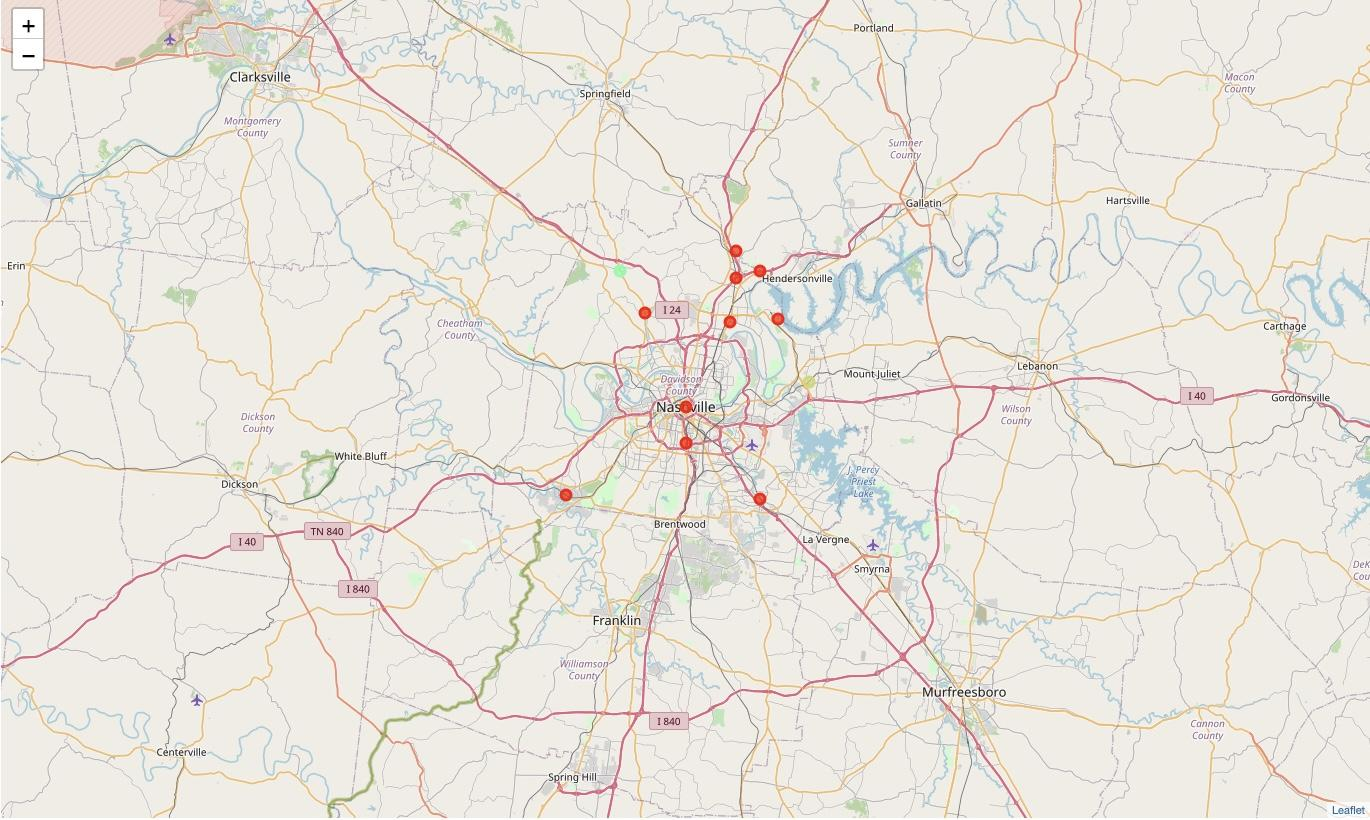 +
−
Portland
Clarksville
Macon
County
Springfield
Montgomery
County
Sumner
County
Gallatin
Hartsville
Erin
Hendersonville
I 24
Cheatham
County
Carthage
Lebanon
Mount Juliet
Davidson
County
Nashville
I 40
Gordonsville
Wilson
County
Dickson
County
White Bluff
J. Percy
Priest
Lake
Dickson
Brentwood
TN 840
I 40
La Vergne
Smyrna
DeK
Cou
I 840
Franklin
Williamson
County
Murfreesboro
I 840
Cannon
County
Centerville
Spring Hill
Leaflet